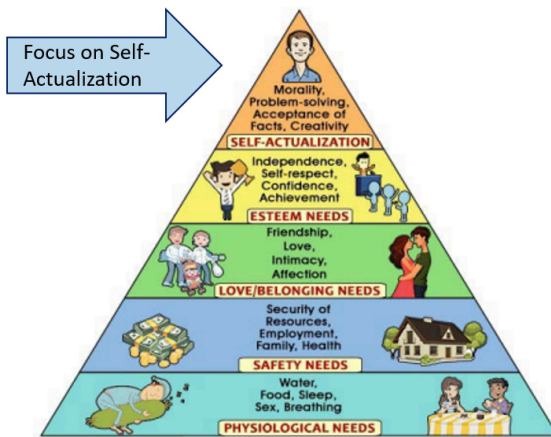 Focus on Self-
Actualization
Morality,
Problem-solving,
Acceptance of
Facts, Creativity
SELF-ACTUALIZATION
Independence,
Self-respect,
Confidence,
Achievement
ESTEEM NEEDS
Friendship,
Love,
Intimacy,
Affection
LOVE/BELONGING NEEDS
Security of
Resources,
Employment,
Family, Health
SAFETY NEEDS
Water,
Food, Sleep,
Sex, Breathing
PHYSIOLOGICAL NEEDS